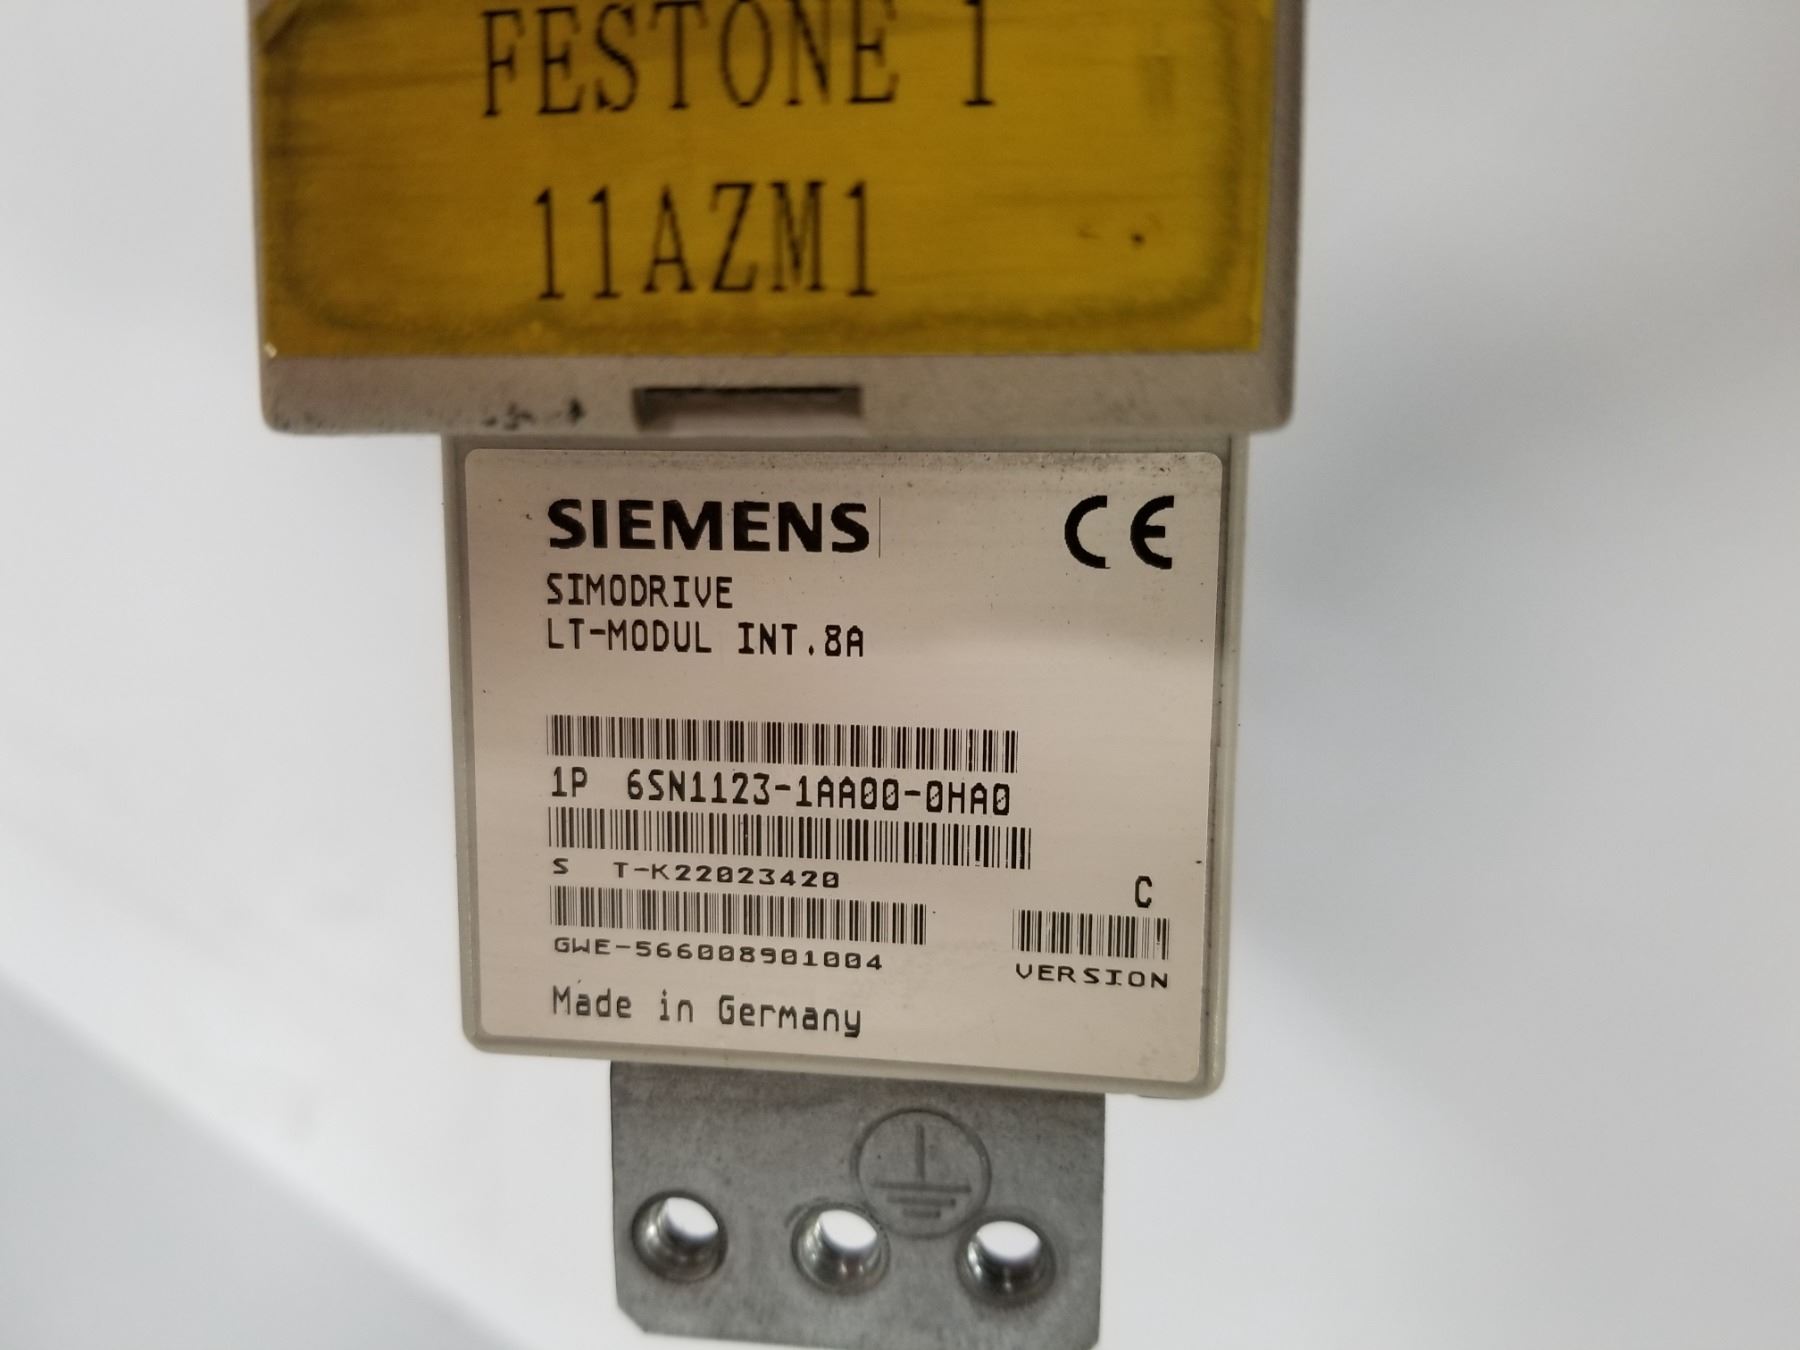 FESTONE 1
11AZM1
SIEMENS
CE
SIMODRIVE
LT-MODUL INT.8A
1P 6SN1123-1AA00-0HA0
S T-K22023420
C
GWE-566008901004
VERSION
Made in Germany